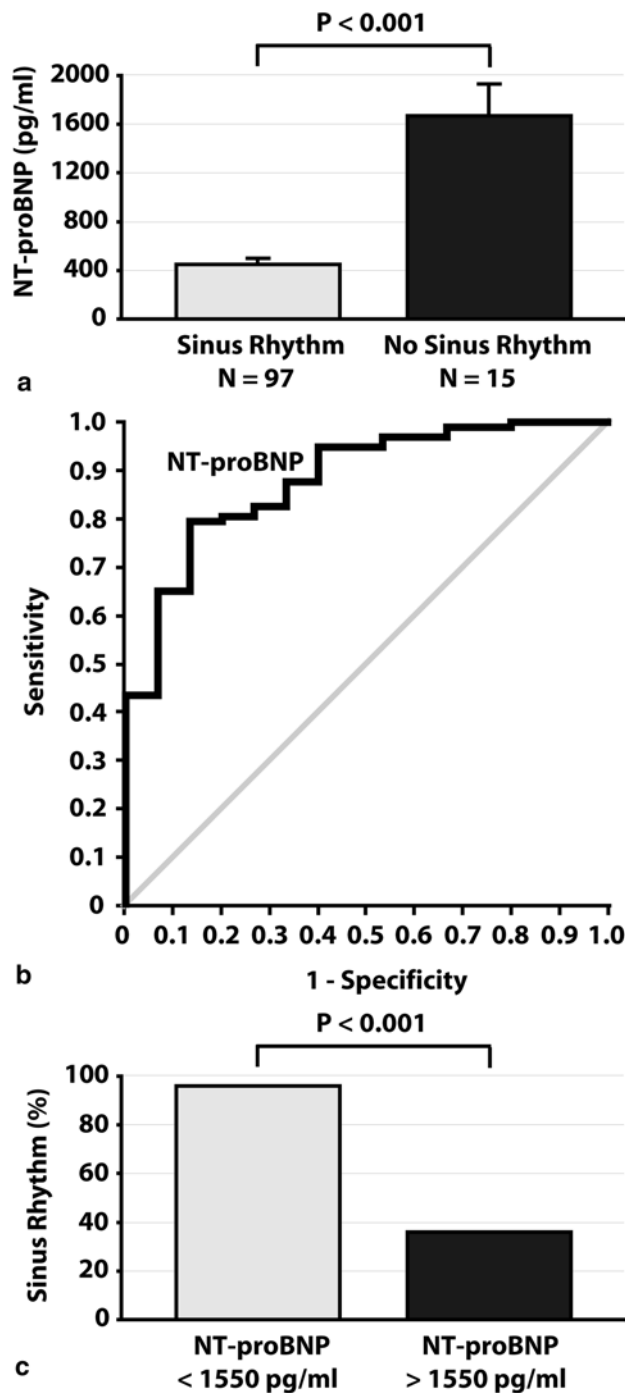 P < 0.001
NT-proBNP (pg/ml)
2000
1600
1200
800
400
0
Sinus Rhythm
N = 97
No Sinus Rhythm
N = 15
a
Sensitivity
1.0
0.9
0.8
0.7
0.6
0.5
0.4
0.3
0.2
0.1
0
NT-proBNP
0 0.1 0.2 0.3 0.4 0.5 0.6 0.7 0.8 0.9 1.0
1 - Specificity
b
P < 0.001
Sinus Rhythm (%)
100
80
60
40
20
0
NT-proBNP
< 1550 pg/ml
NT-proBNP
> 1550 pg/ml
c